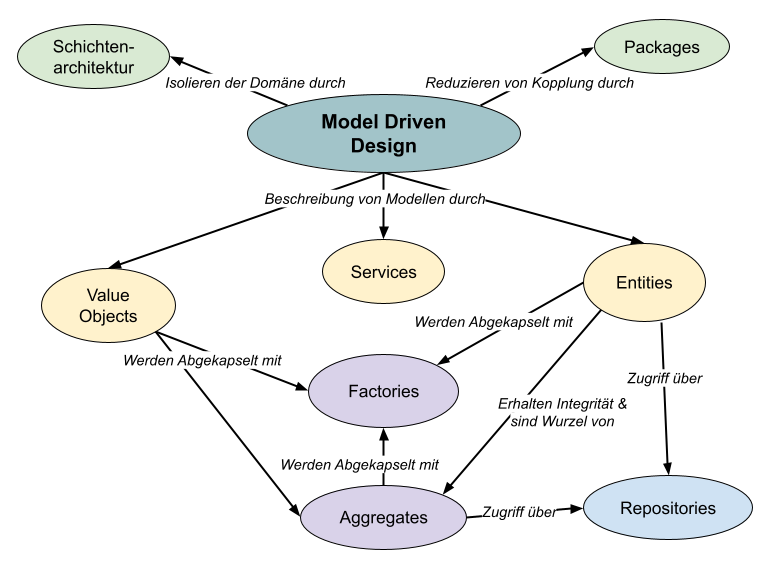 Schichten-
architektur
Packages
Isolieren der Domäne durch
Reduzieren von Kopplung durch
Model Driven
Design
Beschreibung von Modellen durch
Services
Entities
Value
Objects
Werden Abgekapselt mit
Werden Abgekapselt mit
Factories
Zugriff über
Erhalten Integrität &
sind Wurzel von
Werden Abgekapselt mit
Aggregates
Zugriff über
Repositories